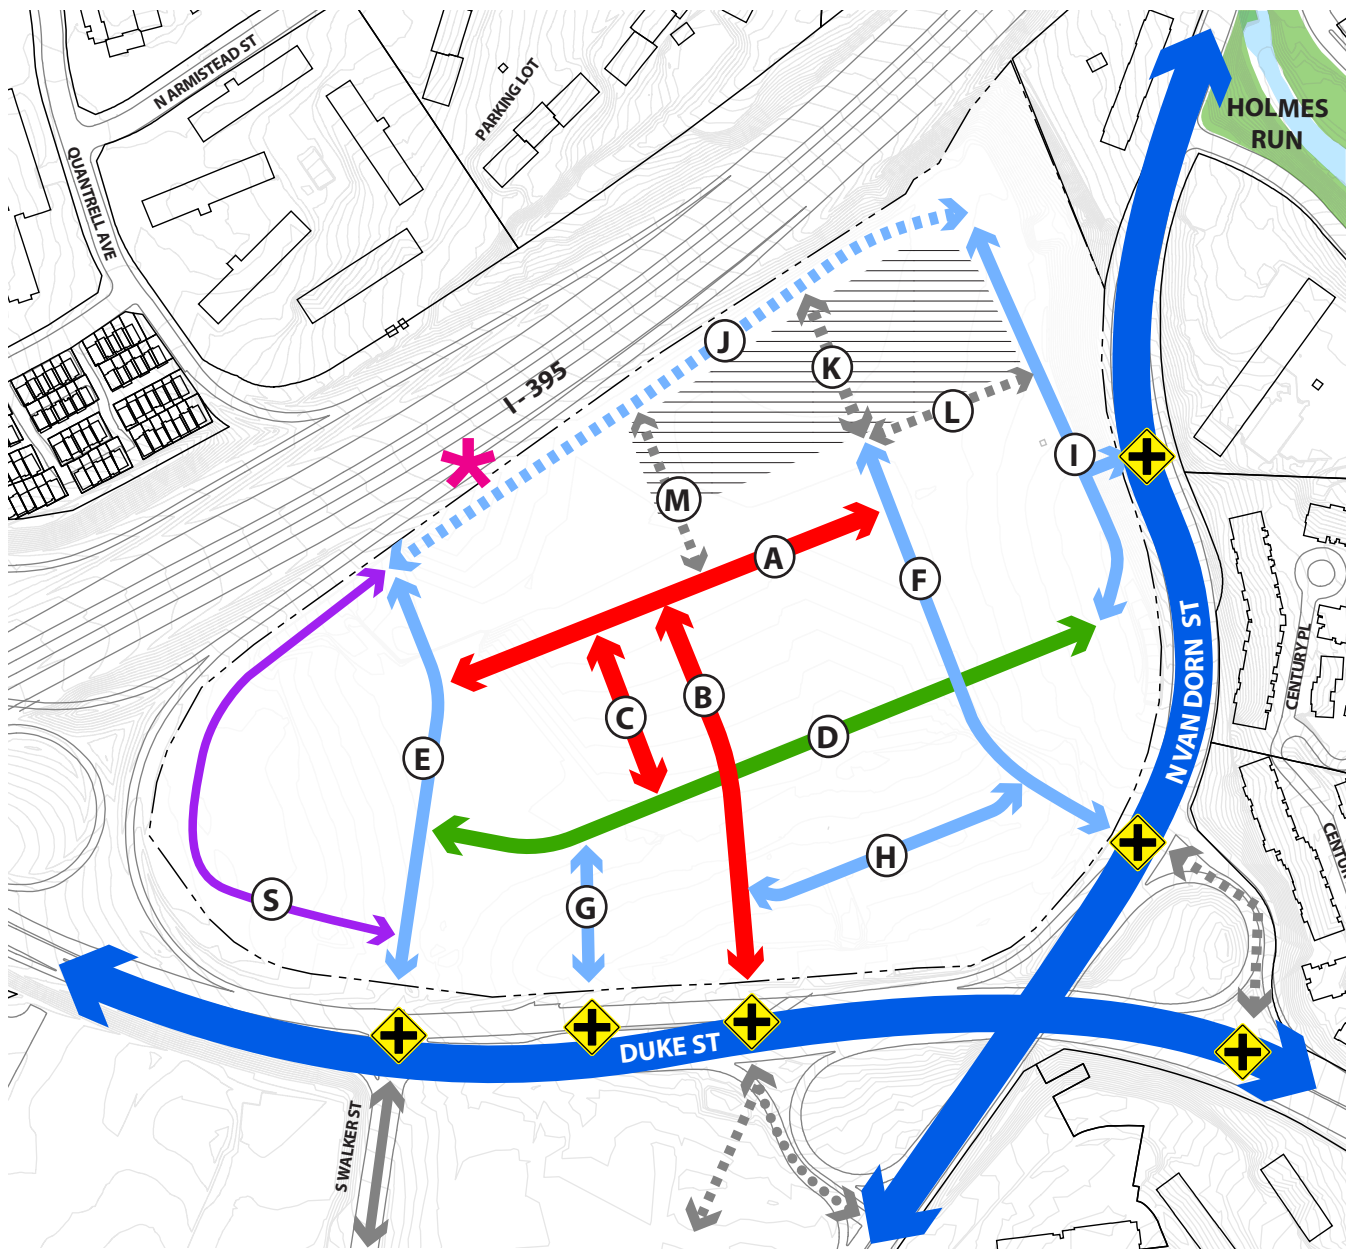 N ARMISTEAD ST
PARKING LOT
HOLMES
RUN
QUANTRELL AVE
I-395
J
K
L
I
M
A
F
N VAN DORN ST
CENTURY PL
B
C
D
E
H
S
G
DUKE ST
S WALKER ST